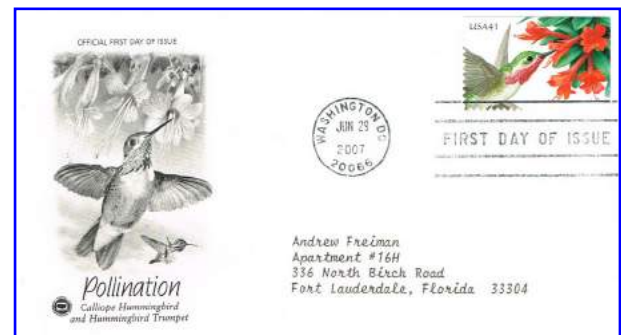 OFFICIAL FIRST DAY OF ISSUE
USA41
WASHINGTON DC
JUN 29
2007
20066
FIRST DAY OF ISSUE
Andrew Freiman
Apartment #16H
336 North Birch Road
Fort Lauderdale, Florida 33304
Pollination
Calliope Hummingbird
and Hummingbird Trumpet